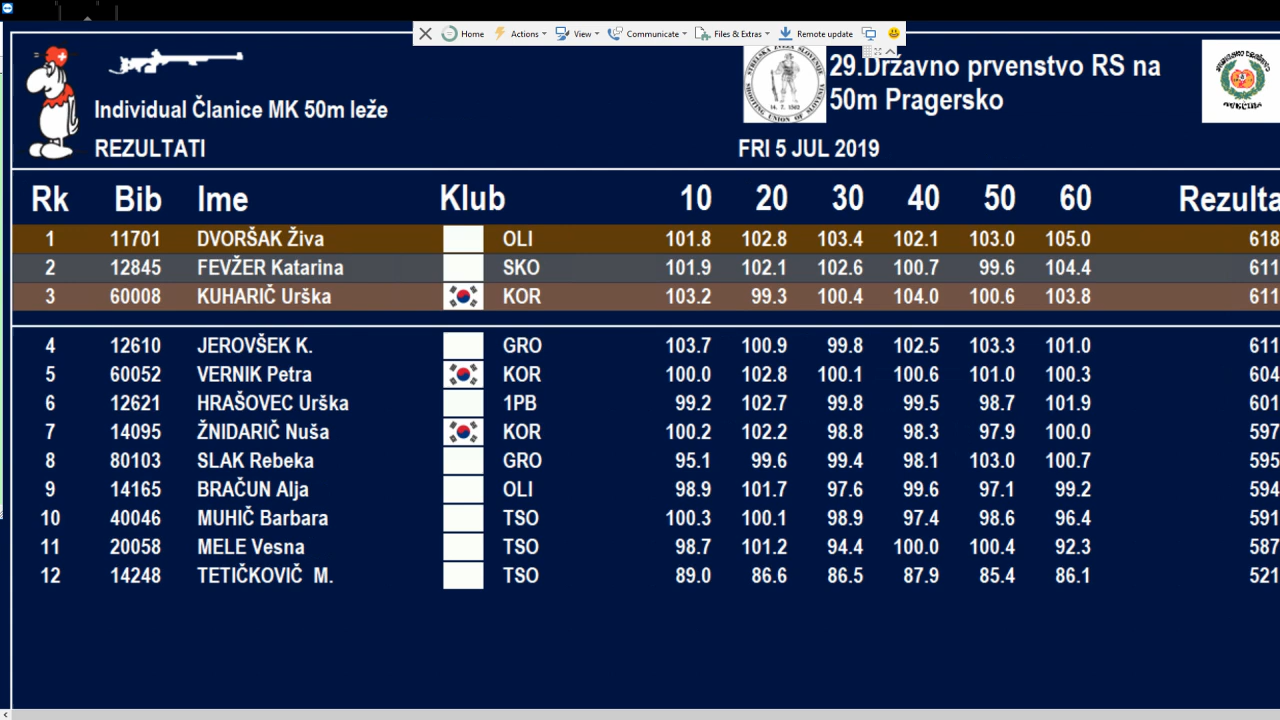 Home Actions View Communicate Files & Extras Remote update
29.Državno prvenstvo RS na
50m Pragersko
Individual Članice MK 50m leže
REZULTATI FRI 5 JUL 2019
STRELSKA ZVEZA SLOVENIJE
SHOOTING UNION OF SLOVENIA
14. 7. 1562
Rk Bib Ime Klub 10 20 30 40 50 60 Rezulta
1 11701 DVORŠAK Živa OLI 101.8 102.8 103.4 102.1 103.0 105.0 618
2 12845 FEVŽER Katarina SKO 101.9 102.1 102.6 100.7 99.6 104.4 611
3 60008 KUHARIČ Urška KOR 103.2 99.3 100.4 104.0 100.6 103.8 611
4 12610 JEROVŠEK K. GRO 103.7 100.9 99.8 102.5 103.3 101.0 611
5 60052 VERNIK Petra KOR 100.0 102.8 100.1 100.6 101.0 100.3 604
6 12621 HRAŠOVEC Urška 1PB 99.2 102.7 99.8 99.5 98.7 101.9 601
7 14095 ŽNIDARIČ Nuša KOR 100.2 102.2 98.8 98.3 97.9 100.0 597
8 80103 SLAK Rebeka GRO 95.1 99.6 99.4 98.1 103.0 100.7 595
9 14165 BRAČUN Alja OLI 98.9 101.7 97.6 99.6 97.1 99.2 594
10 40046 MUHIČ Barbara TSO 100.3 100.1 98.9 97.4 98.6 96.4 591
11 20058 MELE Vesna TSO 98.7 101.2 94.4 100.0 100.4 92.3 587
12 14248 TETIČKOVIČ M. TSO 89.0 86.6 86.5 87.9 85.4 86.1 521